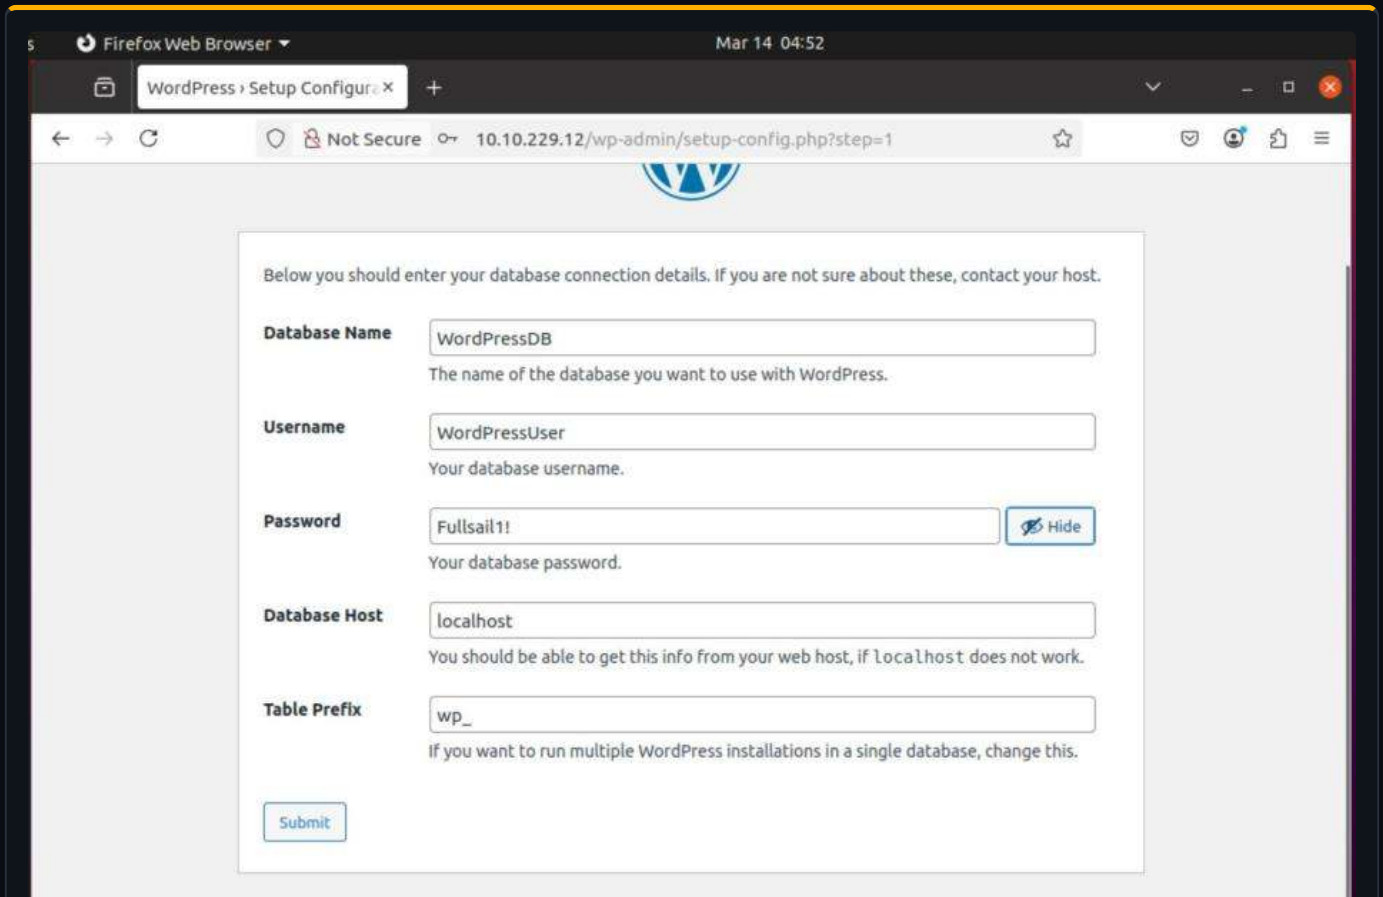 s Firefox Web Browser Mar 14 04:52
WordPress › Setup Configura
Not Secure 10.10.229.12/wp-admin/setup-config.php?step=1
Below you should enter your database connection details. If you are not sure about these, contact your host.
Database Name WordPressDB
The name of the database you want to use with WordPress.
Username WordPressUser
Your database username.
Password Fullsail1! Hide
Your database password.
Database Host localhost
You should be able to get this info from your web host, if localhost does not work.
Table Prefix wp_
If you want to run multiple WordPress installations in a single database, change this.
Submit